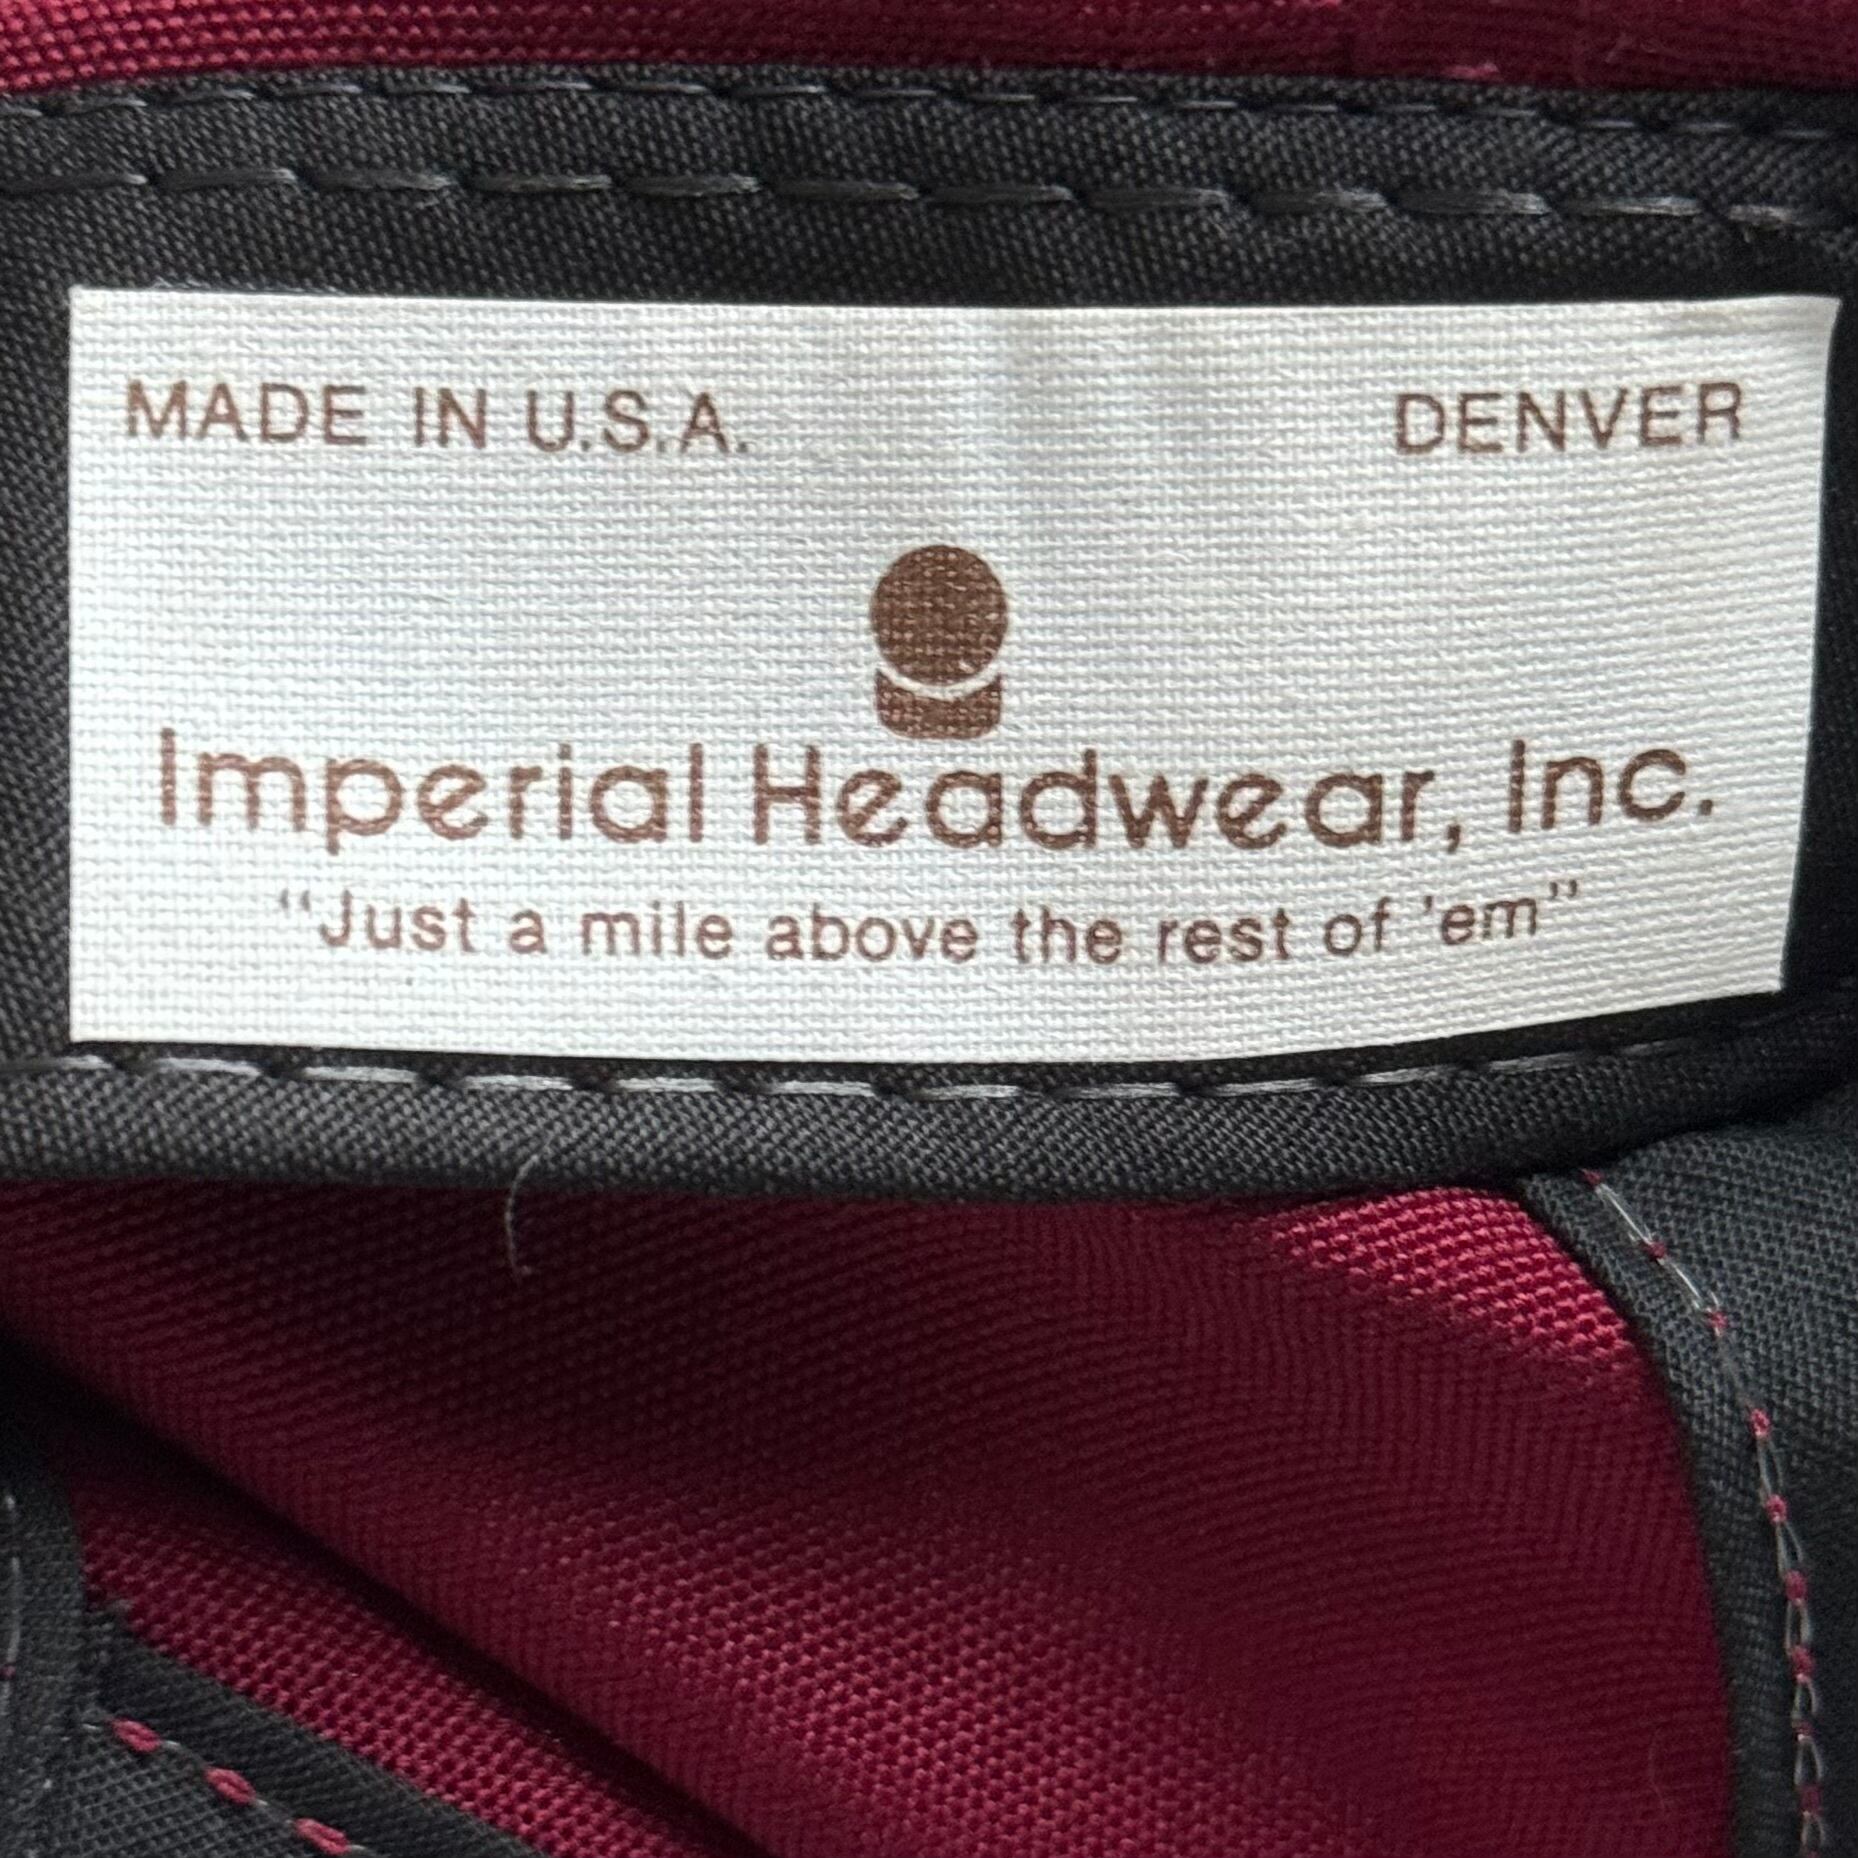 MADE IN U.S.A. DENVER
Imperial Headwear, Inc.
"Just a mile above the rest of 'em"